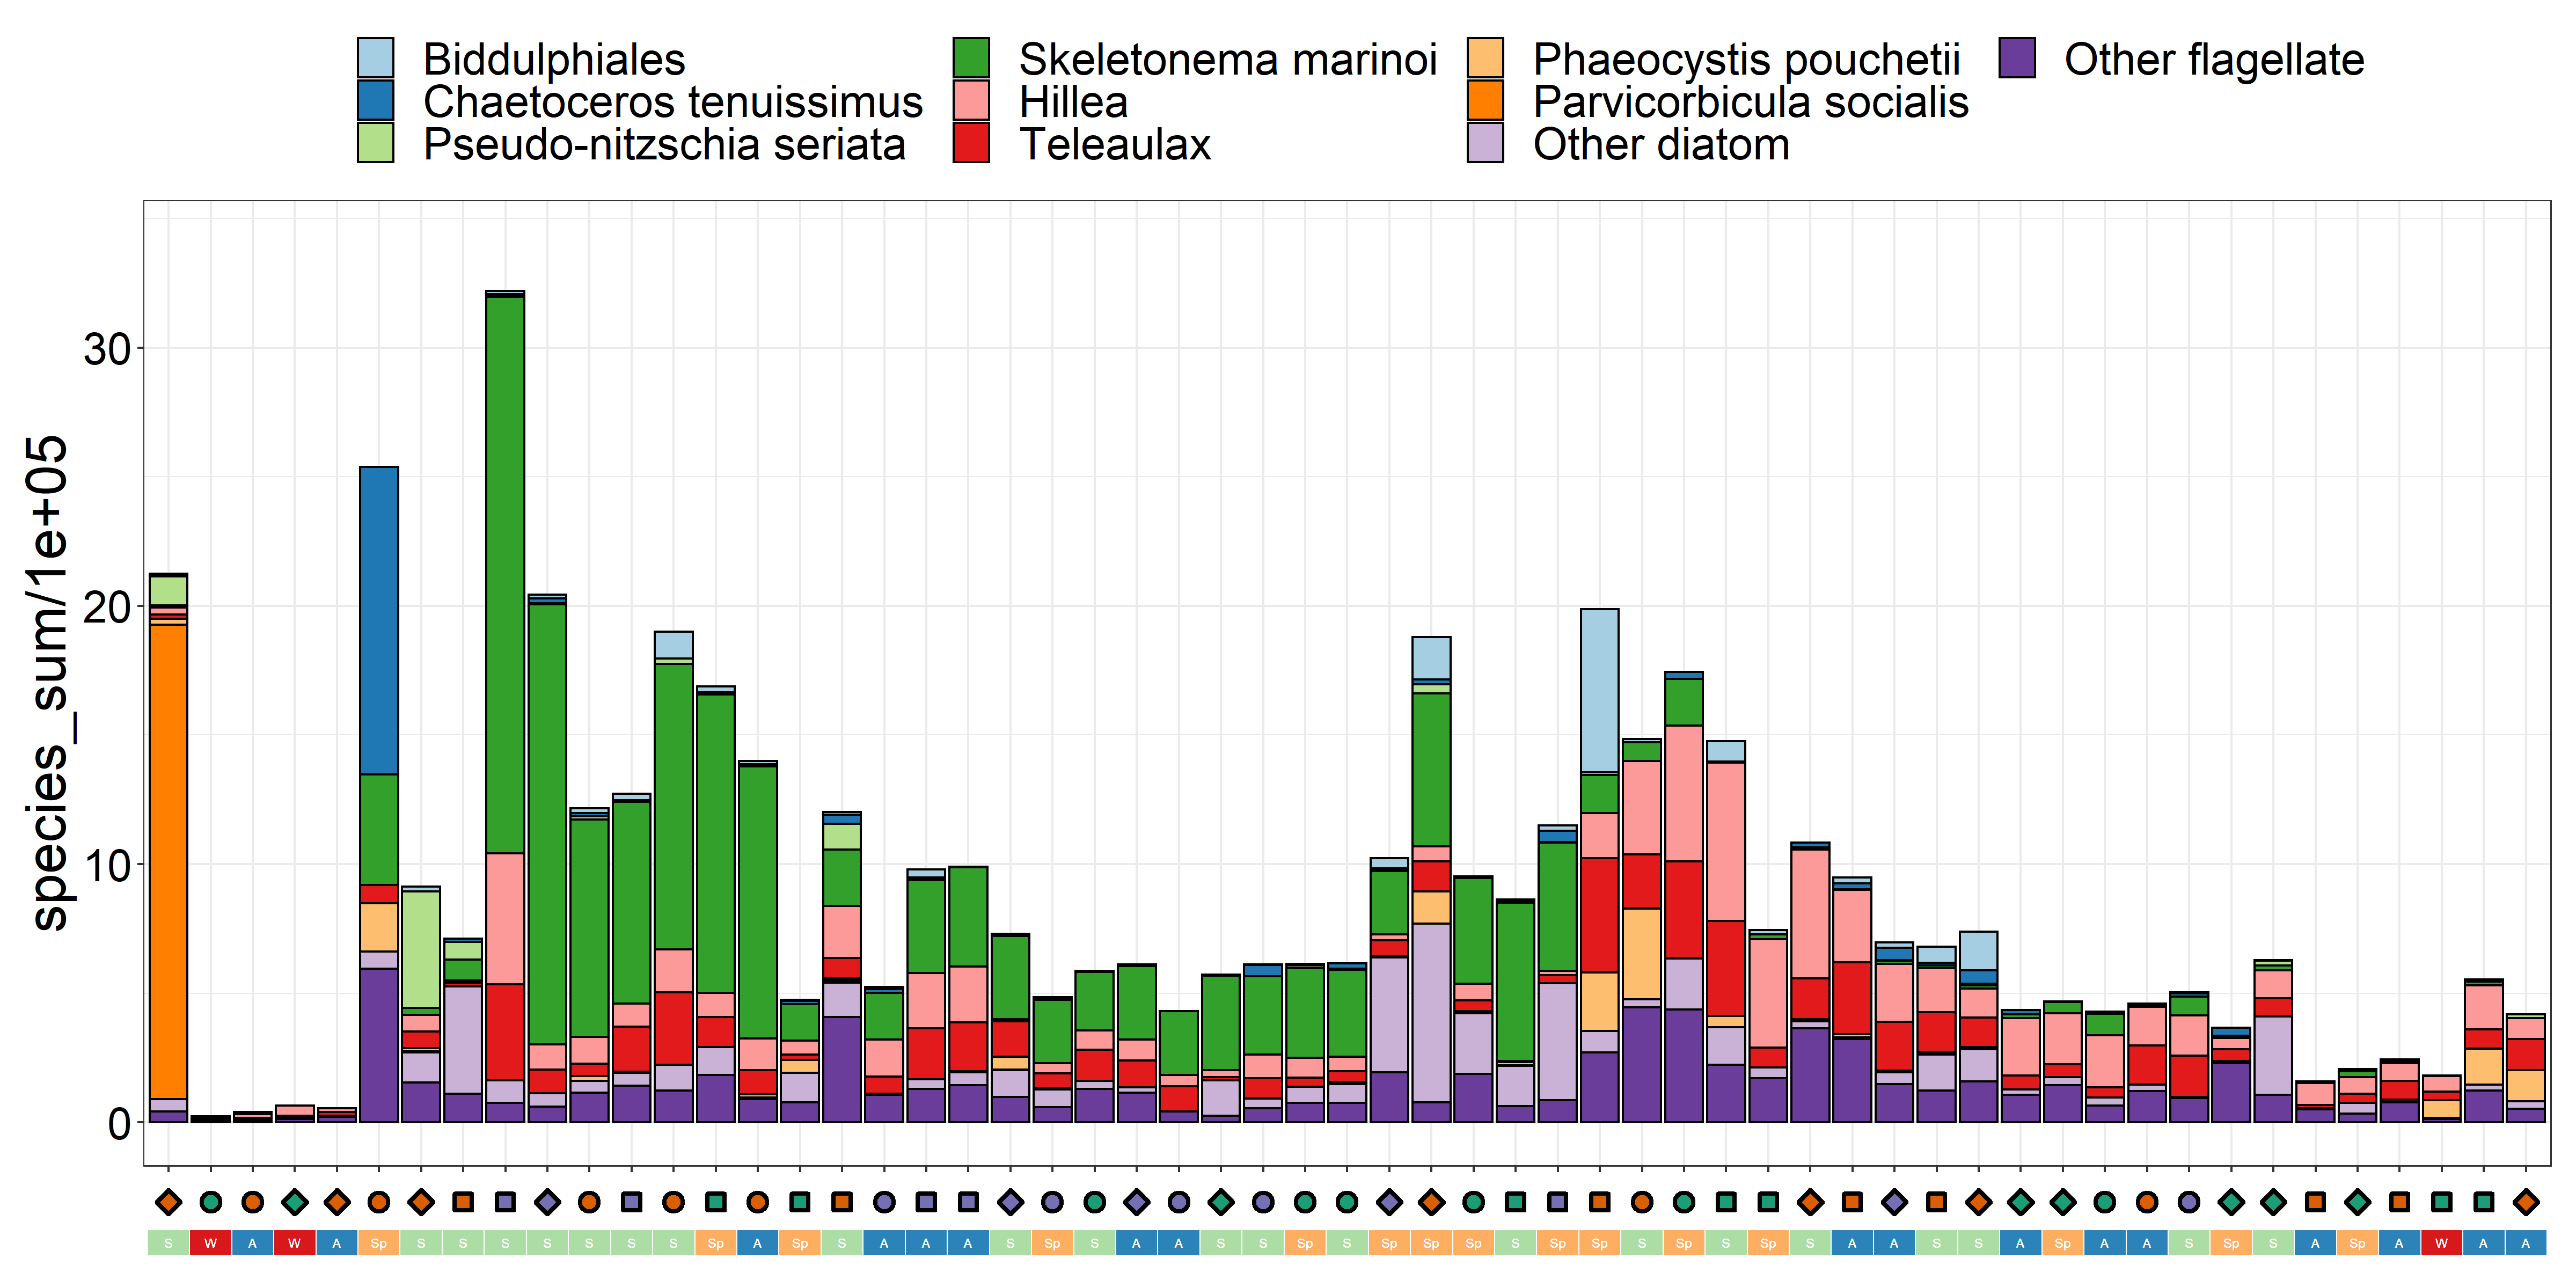 Biddulphiales Skeletonema marinoi Phaeocystis pouchetii Other flagellate
Chaetoceros tenuissimus Hillea Parvicorbicula socialis
Pseudo-nitzschia seriata Teleaulax Other diatom
species_sum/1e+05
30
20
10
0
S W A W A Sp S S S S S S S Sp A Sp S A A A S Sp S A A S S Sp S Sp Sp Sp S Sp Sp S Sp S Sp S A A S S A Sp A A S Sp S A Sp A W A A